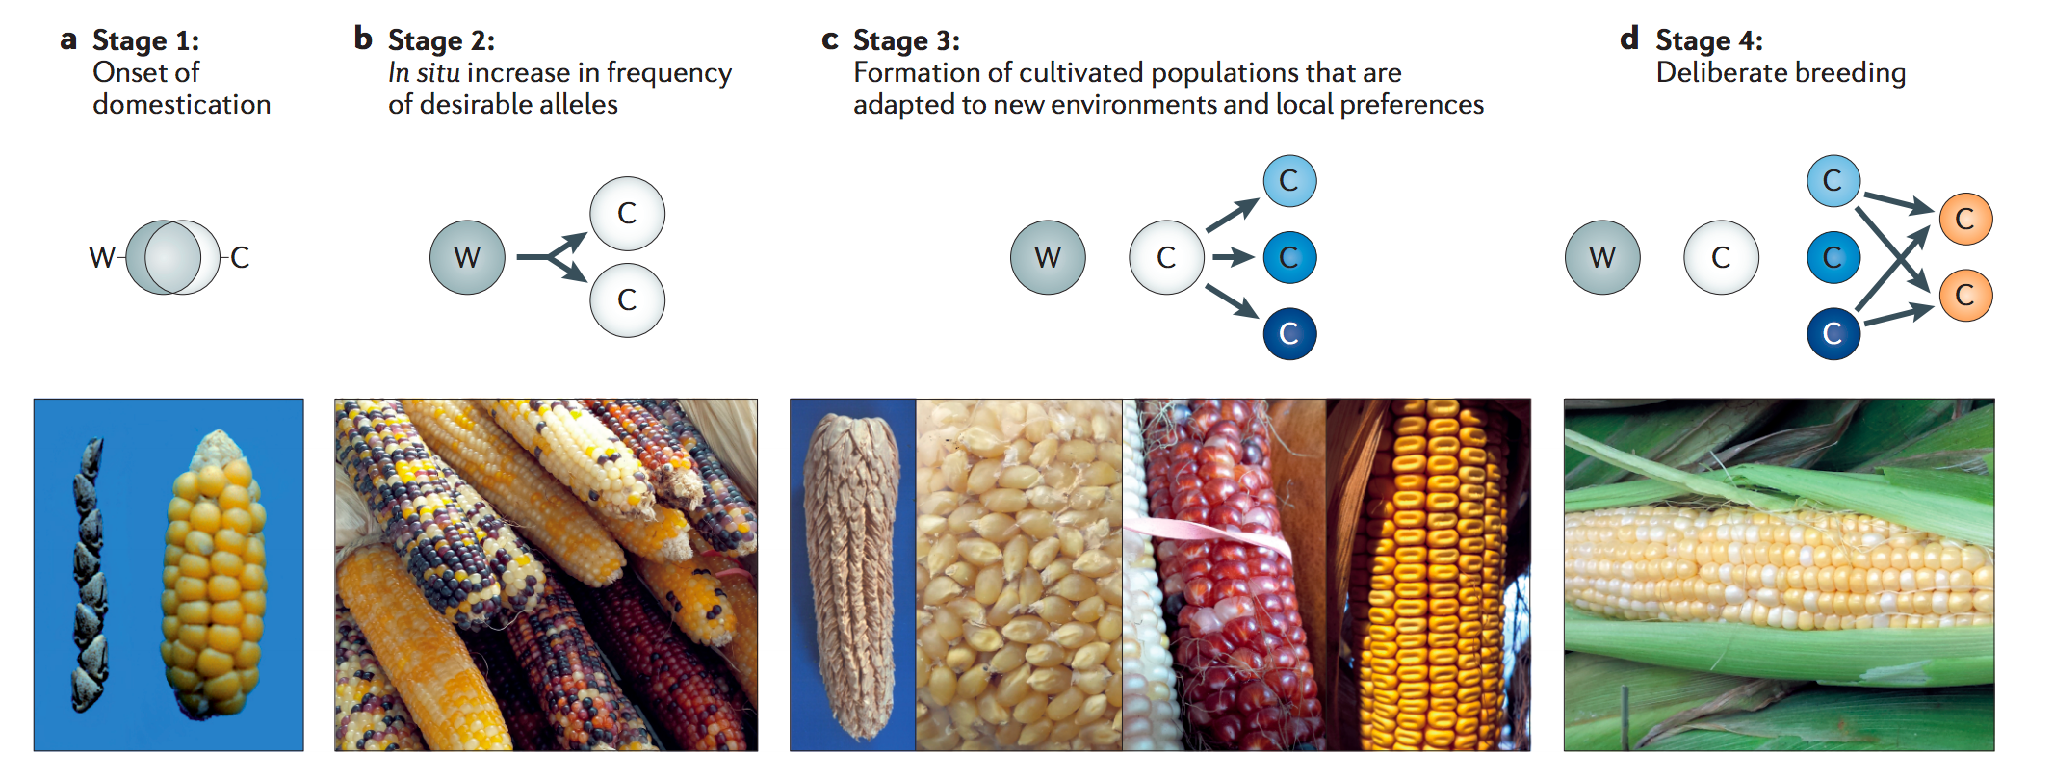 a Stage 1:
Onset of
domestication
b Stage 2:
In situ increase in frequency
of desirable alleles
c Stage 3:
Formation of cultivated populations that are
adapted to new environments and local preferences
d Stage 4:
Deliberate breeding
W C
W
C
C
W
C
C
C
C
W
C
C
C
C
C
C